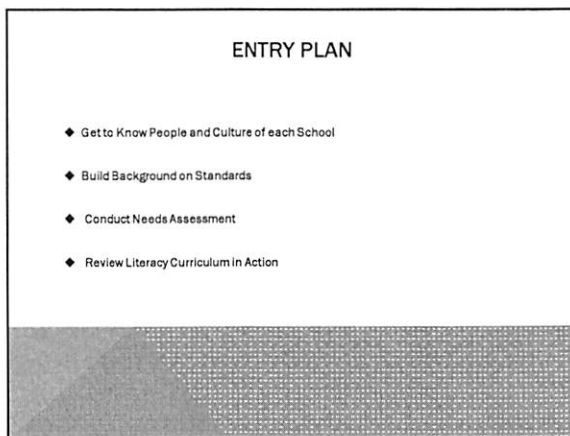 ENTRY PLAN
◆ Get to Know People and Culture of each School
◆ Build Background on Standards
◆ Conduct Needs Assessment
◆ Review Literacy Curriculum in Action